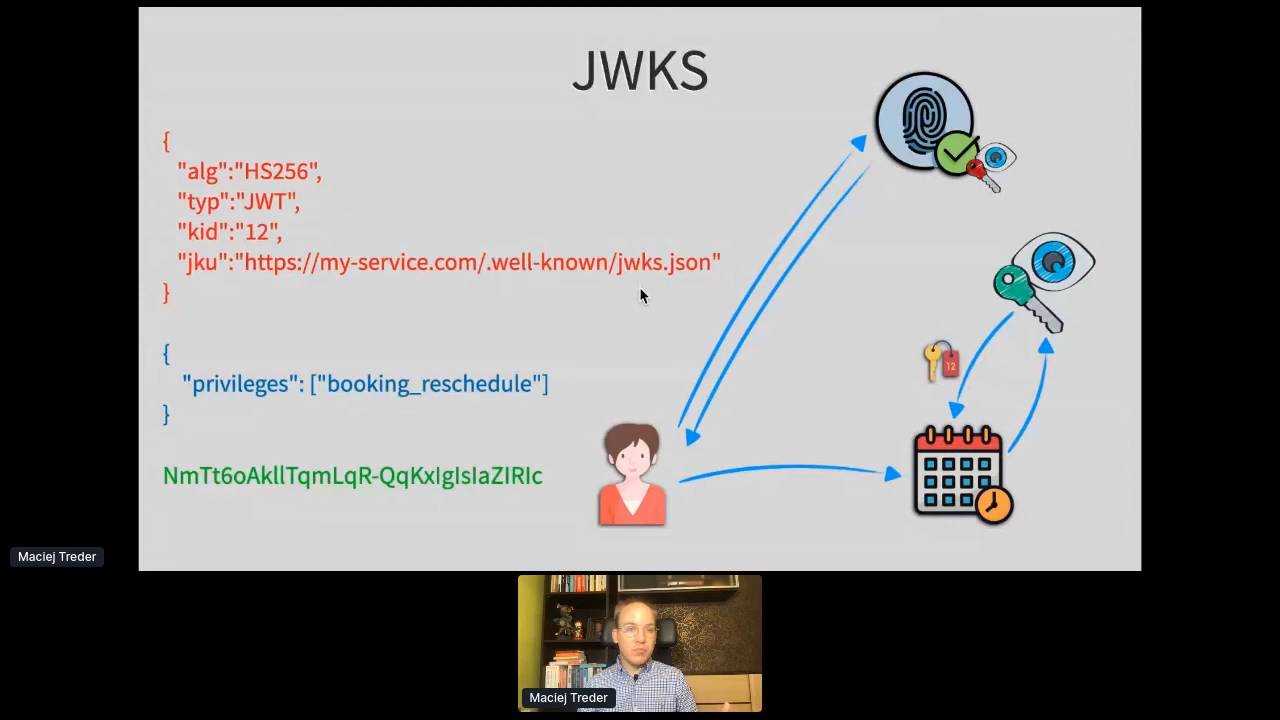 JWKS
{
"alg":"HS256",
"typ":"JWT",
"kid":"12",
"jku":"https://my-service.com/.well-known/jwks.json"
}
{
"privileges": ["booking_reschedule"]
}
NmTt6oAkllTqmLqR-QqKxIgIsIaZIRIc
12
Maciej Treder
Maciej Treder